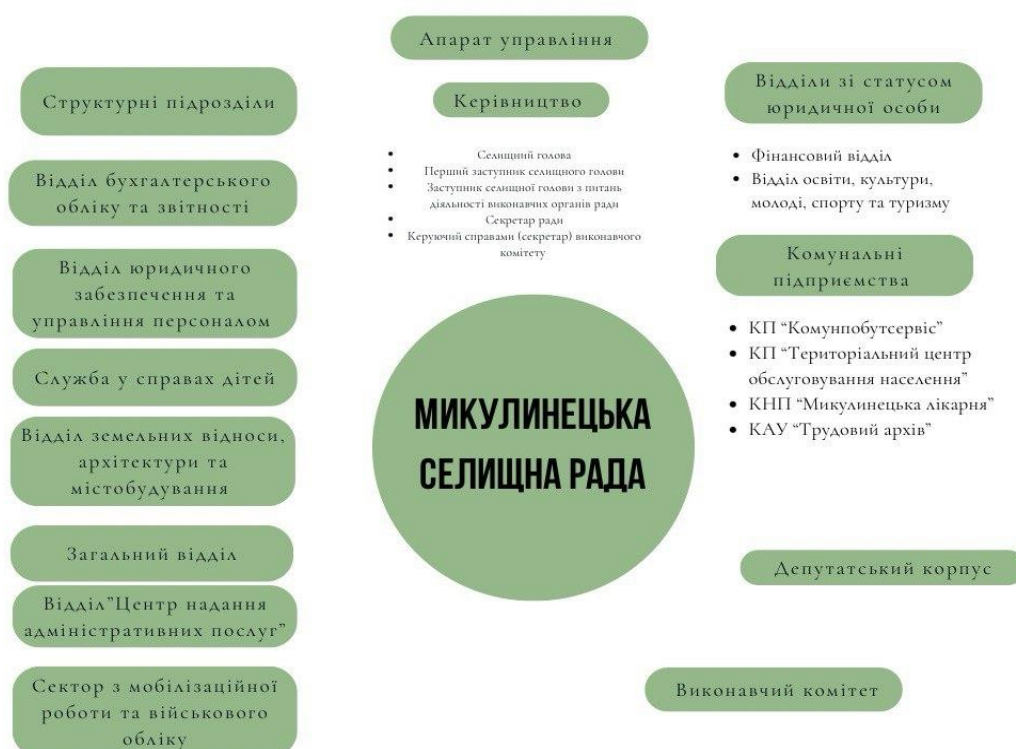 Апарат управління
Керівництво
• Селищний голова
• Перший заступник селищного голови
• Заступник селищної голови з питань
діяльності виконавчих органів ради
• Секретар ради
• Керуючий справами (секретар) виконавчого
комітету
Структурні підрозділи
Відділ бухгалтерського
обліку та звітності
Відділ юридичного
забезпечення та
управління персоналом
Служба у справах дітей
Відділ земельних відноси,
архітектури та
містобудування
Загальний відділ
Відділ"Центр надання
адміністративних послуг"
Сектор з мобілізаційної
роботи та військового
обліку
МИКУЛИНЕЦЬКА
СЕЛИЩНА РАДА
Відділи зі статусом
юридичної особи
• Фінансовий відділ
• Відділ освіти, культури,
молоді, спорту та туризму
Комунальні
підприємства
• КП “Комунпобутсервіс”
• КП “Територіальний центр
обслуговування населення”
• КНП “Микулинецька лікарня”
• КАУ “Трудовий архів”
Депутатський корпус
Виконавчий комітет